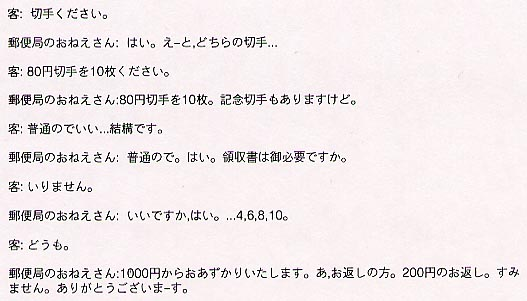 客: 切手ください。
郵便局のおねえさん: はい。えーと,どちらの切手...
客: 80円切手を10枚ください。
郵便局のおねえさん:80円切手を10枚。記念切手もありますけど。
客: 普通のでいい...結構です。
郵便局のおねえさん: 普通ので。はい。領収書は御必要ですか。
客: いりません。
郵便局のおねえさん: いいですか,はい。...4,6,8,10。
客: どうも。
郵便局のおねえさん:1000円からおあずかりいたします。あ,お返しの方。200円のお返し。すみ
ません。ありがとうございまーす。